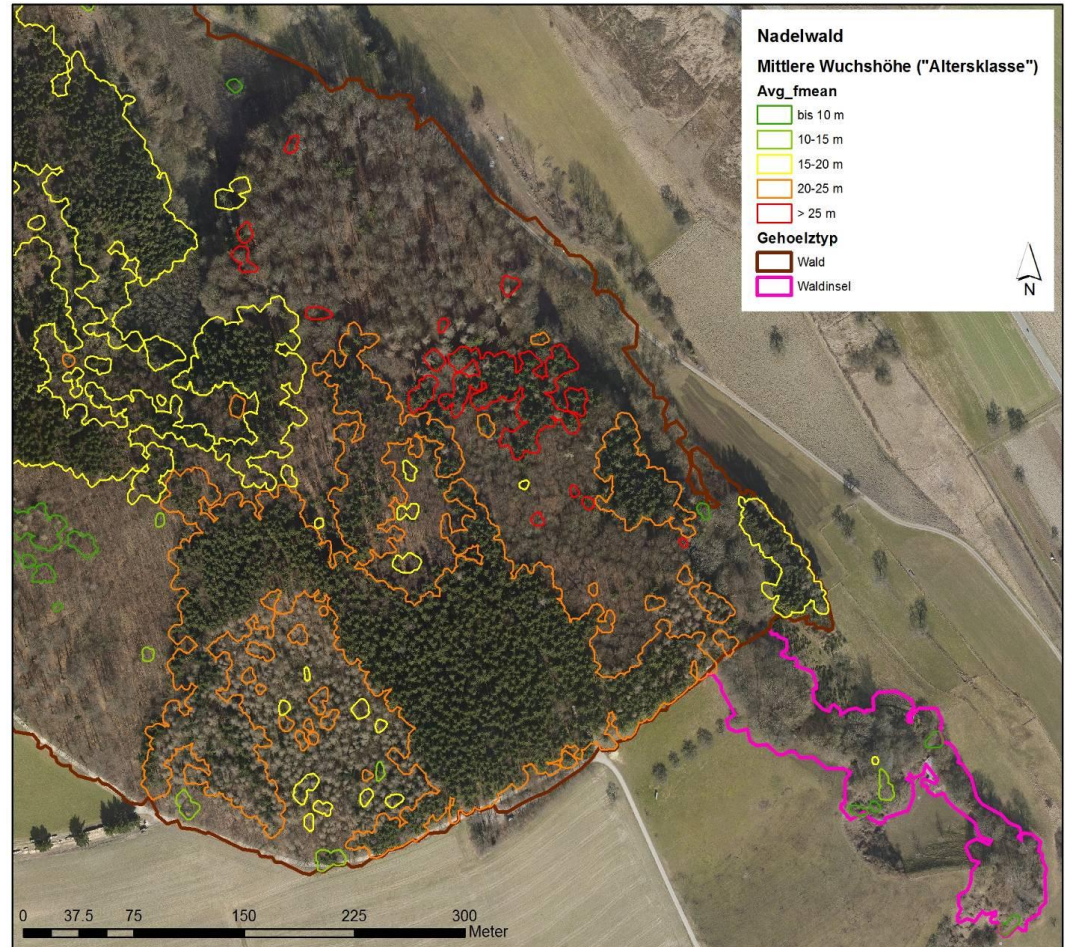 Nadelwald
Mittlere Wuchshöhe ("Altersklasse")
Avg_fmean
bis 10 m
10-15 m
15-20 m
20-25 m
> 25 m
Gehoelztyp
Wald
Waldinsel
N
0 37.5 75 150 225 300
Meter